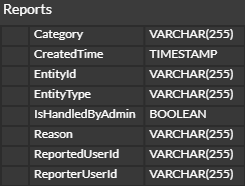 Reports
Category VARCHAR(255)
CreatedTime TIMESTAMP
EntityId VARCHAR(255)
EntityType VARCHAR(255)
IsHandledByAdmin BOOLEAN
Reason VARCHAR(255)
ReportedUserId VARCHAR(255)
ReporterUserId VARCHAR(255)